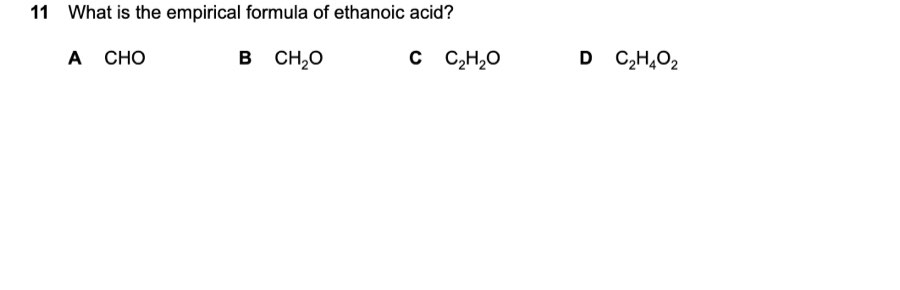 11 What is the empirical formula of ethanoic acid?
A CHO B CH₂O C C₂H₂O D C₂H₄O₂